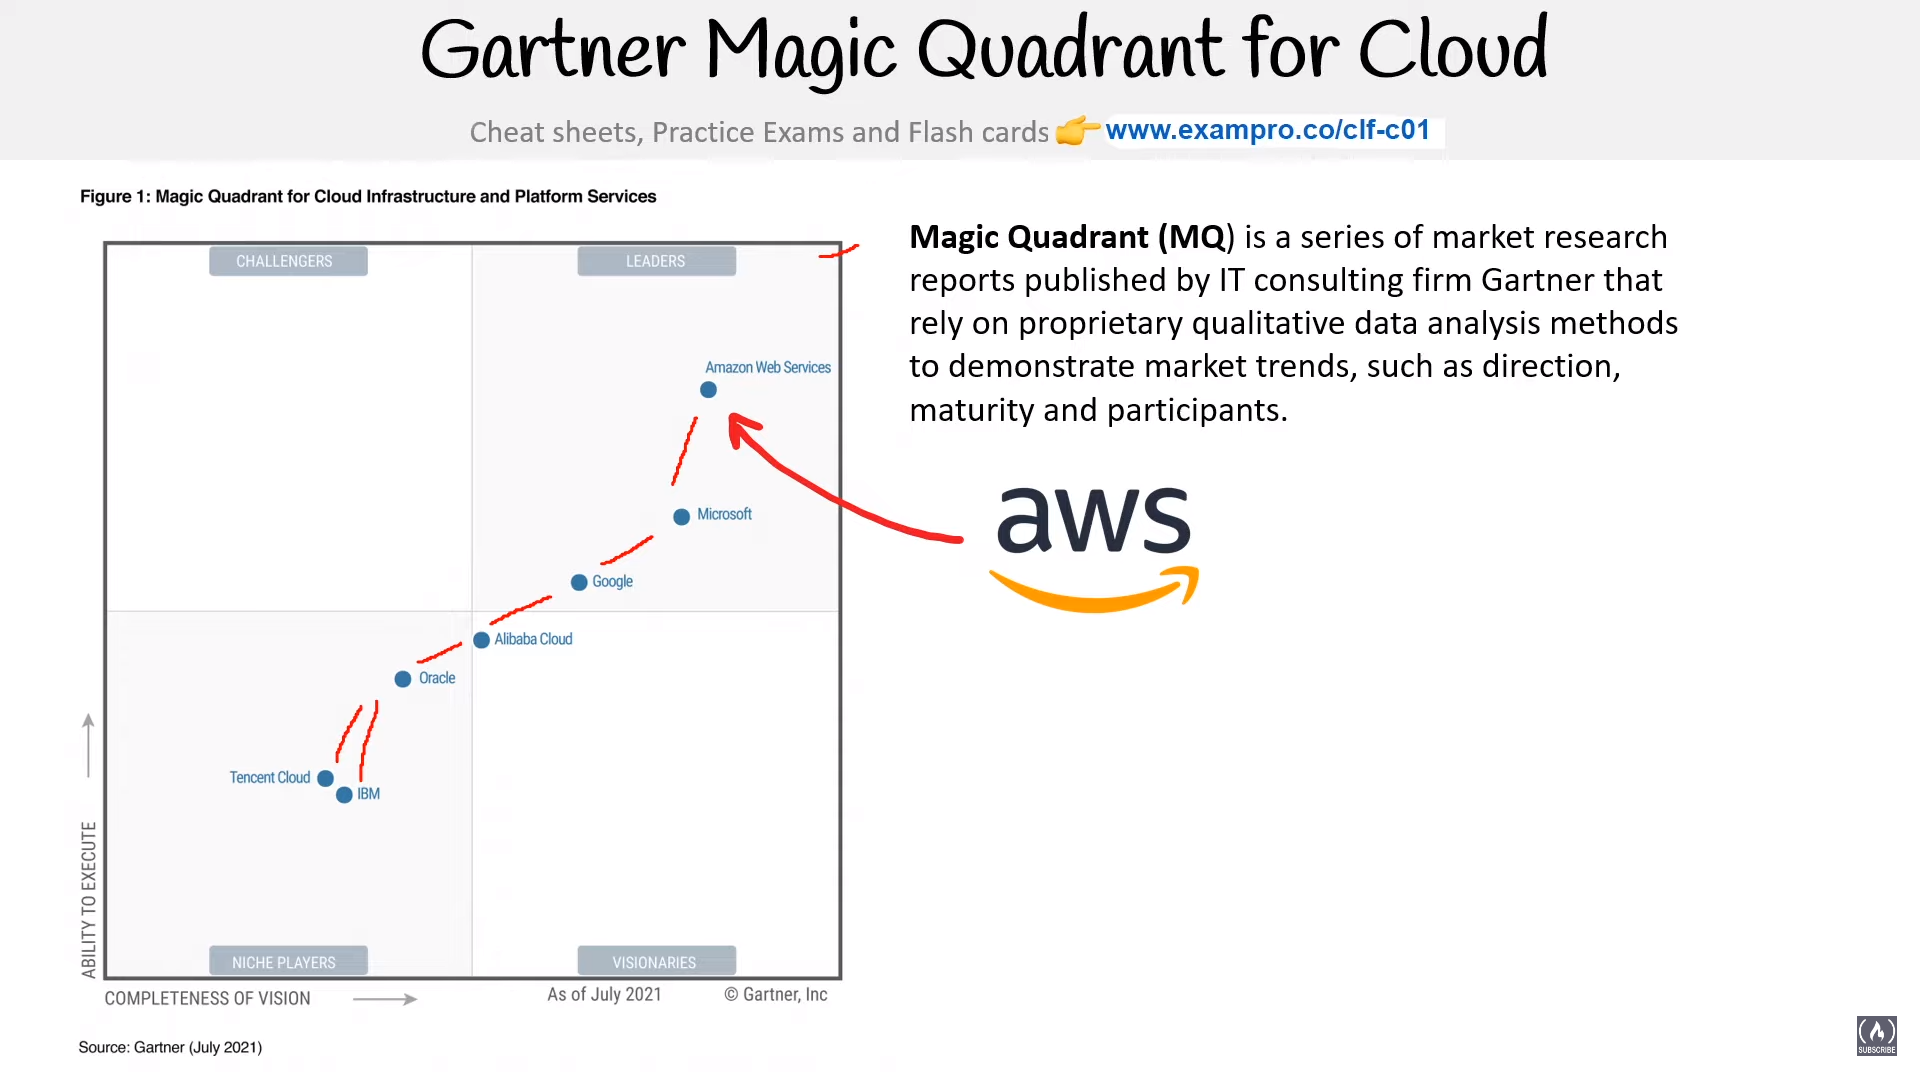 Gartner Magic Quadrant for Cloud
Cheat sheets, Practice Exams and Flash cards 👉 www.exampro.co/clf-c01
Figure 1: Magic Quadrant for Cloud Infrastructure and Platform Services
CHALLENGERS
LEADERS
Amazon Web Services
Microsoft
Google
Alibaba Cloud
Oracle
Tencent Cloud
IBM
NICHE PLAYERS
VISIONARIES
ABILITY TO EXECUTE
COMPLETENESS OF VISION
As of July 2021
© Gartner, Inc
Source: Gartner (July 2021)
Magic Quadrant (MQ) is a series of market research
reports published by IT consulting firm Gartner that
rely on proprietary qualitative data analysis methods
to demonstrate market trends, such as direction,
maturity and participants.
aws
SUBSCRIBE